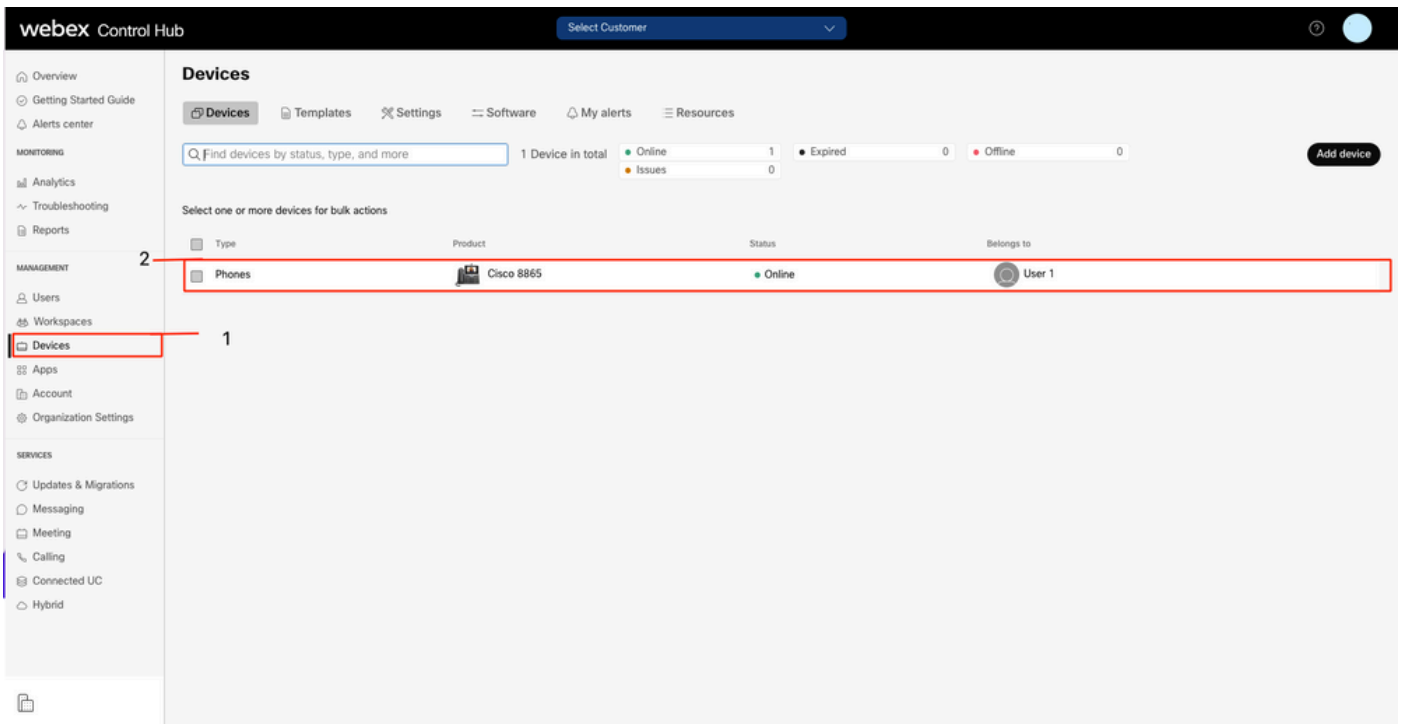 webex Control Hub
Select Customer
Overview
Getting Started Guide
Alerts center
MONITORING
Analytics
Troubleshooting
Reports
MANAGEMENT
Users
Workspaces
Devices
Apps
Account
Organization Settings
SERVICES
Updates & Migrations
Messaging
Meeting
Calling
Connected UC
Hybrid
Devices
Devices Templates Settings Software My alerts Resources
Find devices by status, type, and more 1 Device in total Online 1 Expired 0 Offline 0 Add device
Issues 0
Select one or more devices for bulk actions
Type Product Status Belongs to
2
Phones Cisco 8865 Online User 1
1